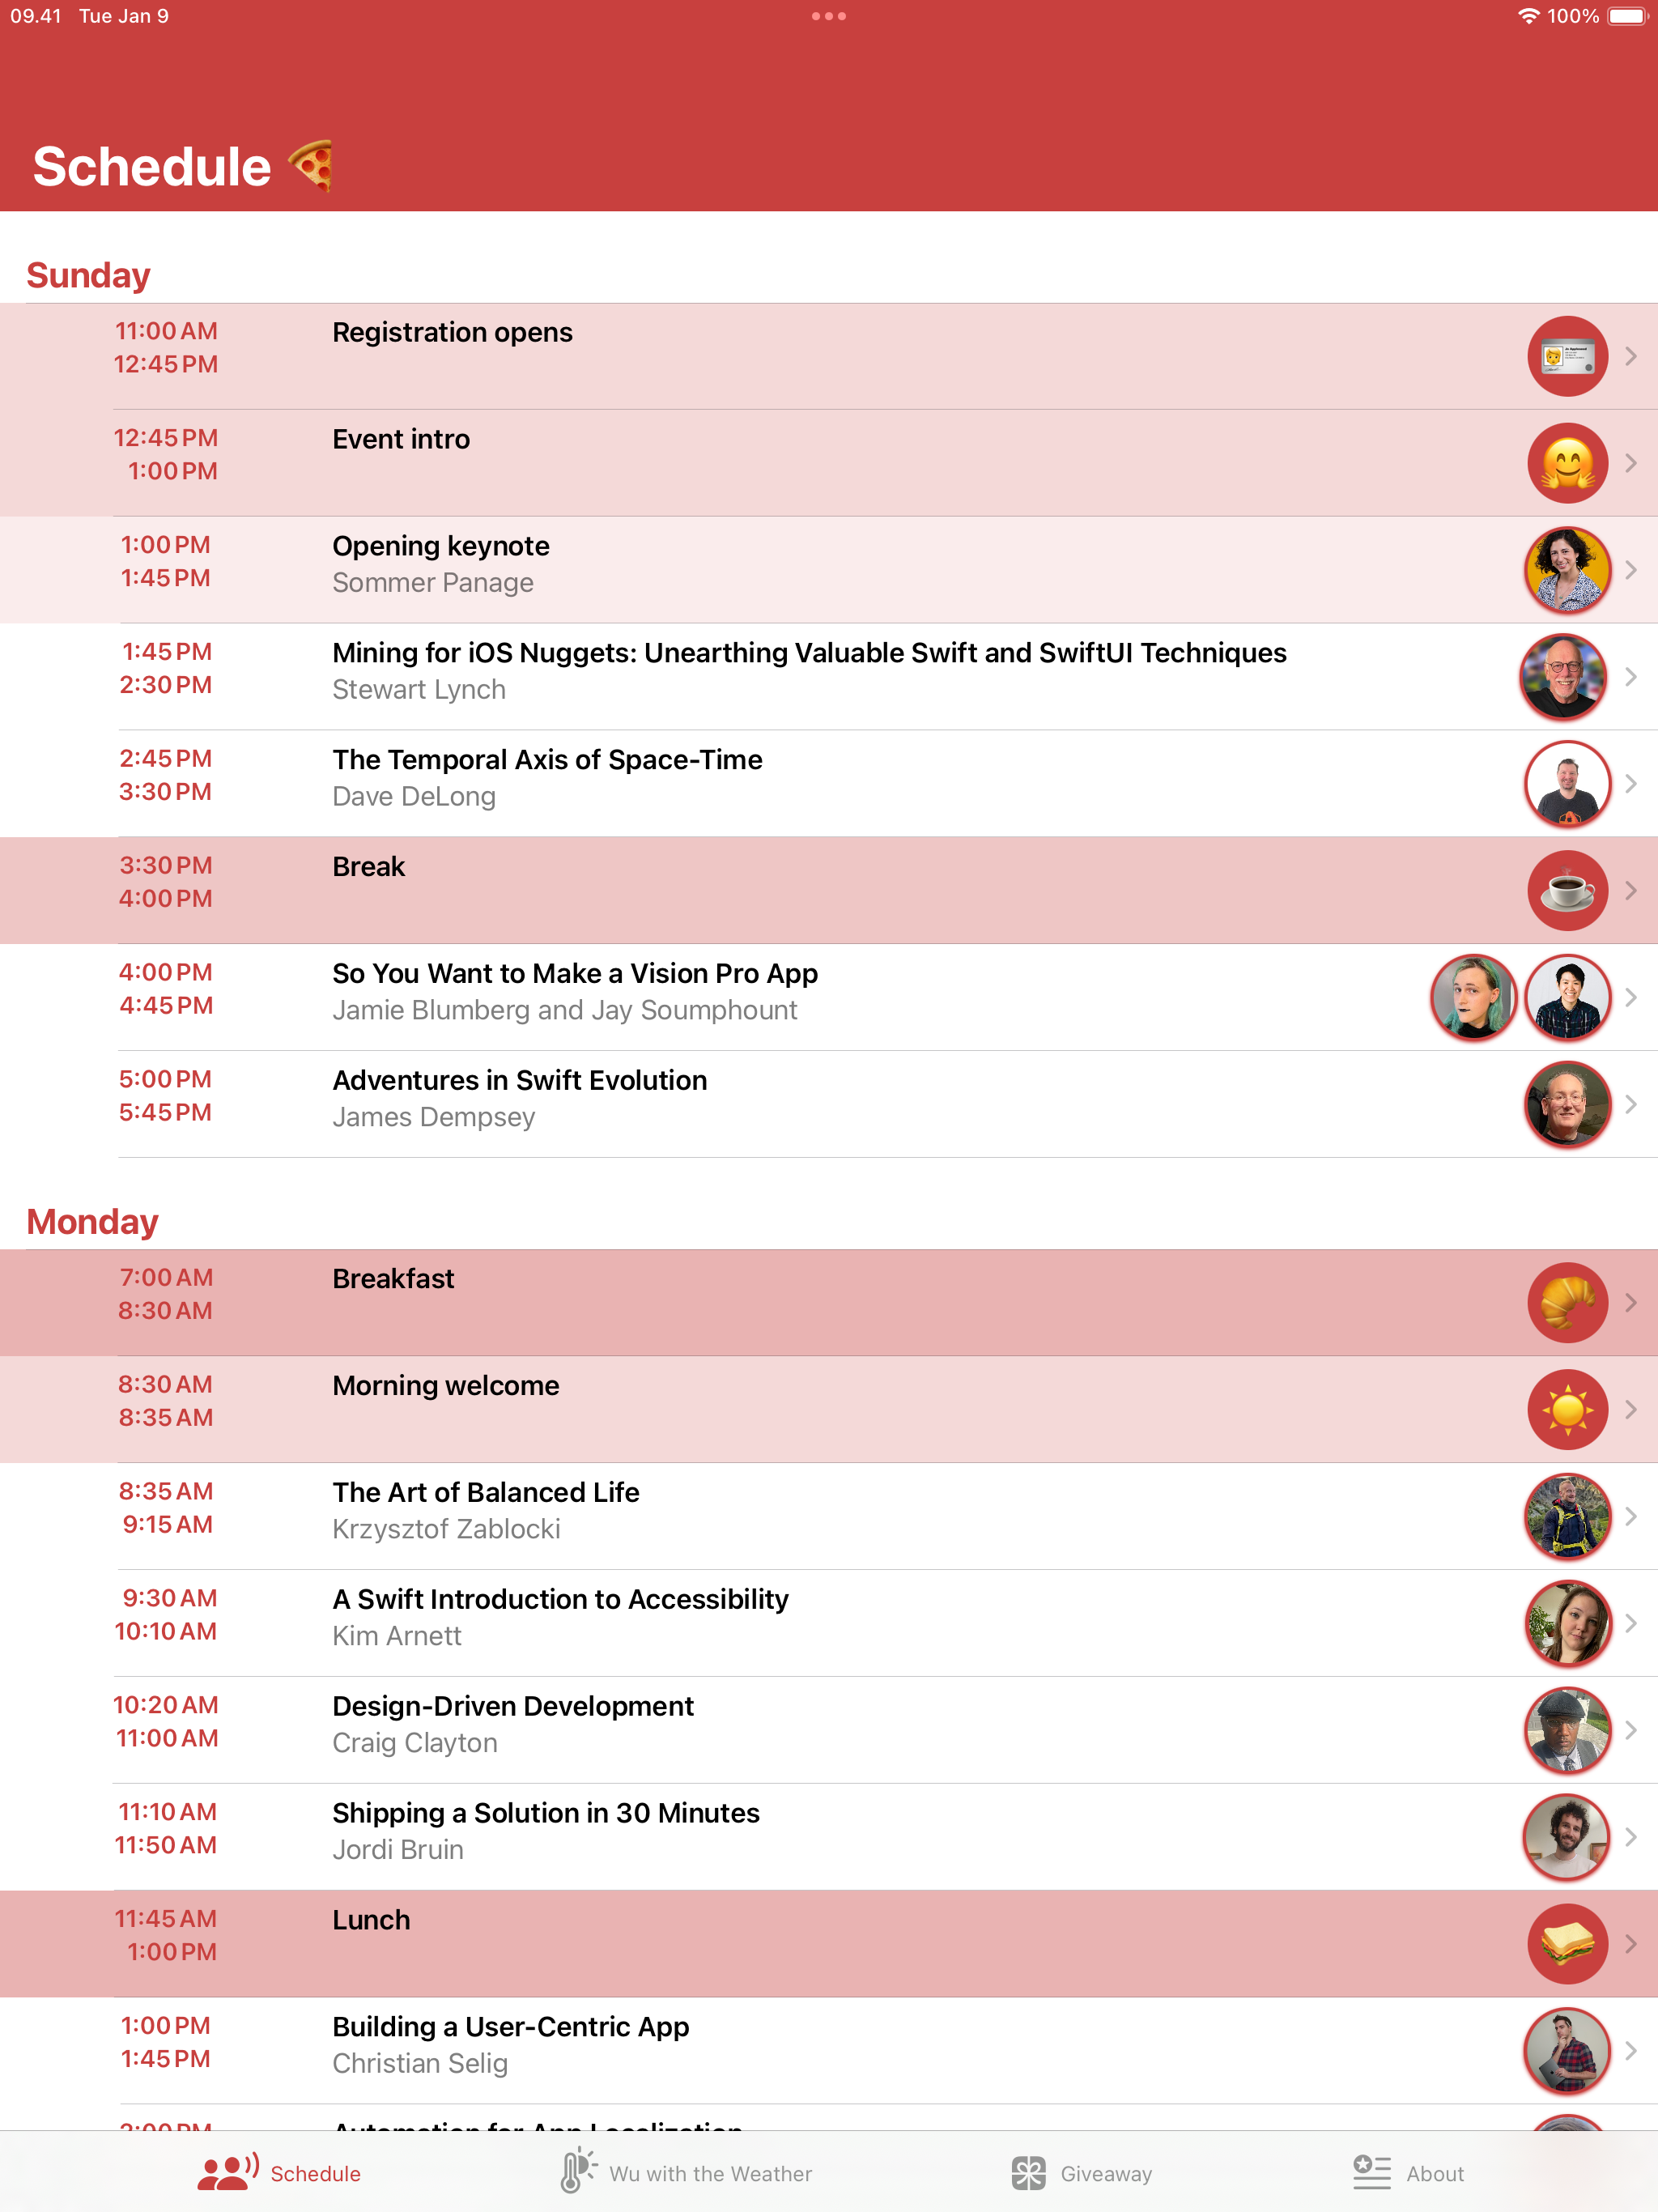 09.41 Tue Jan 9
100%
Schedule
Sunday
11:00 AM
12:45 PM
Registration opens
12:45 PM
1:00 PM
Event intro
1:00 PM
1:45 PM
Opening keynote
Sommer Panage
1:45 PM
2:30 PM
Mining for iOS Nuggets: Unearthing Valuable Swift and SwiftUI Techniques
Stewart Lynch
2:45 PM
3:30 PM
The Temporal Axis of Space-Time
Dave DeLong
3:30 PM
4:00 PM
Break
4:00 PM
4:45 PM
So You Want to Make a Vision Pro App
Jamie Blumberg and Jay Soumphount
5:00 PM
5:45 PM
Adventures in Swift Evolution
James Dempsey
Monday
7:00 AM
8:30 AM
Breakfast
8:30 AM
8:35 AM
Morning welcome
8:35 AM
9:15 AM
The Art of Balanced Life
Krzysztof Zablocki
9:30 AM
10:10 AM
A Swift Introduction to Accessibility
Kim Arnett
10:20 AM
11:00 AM
Design-Driven Development
Craig Clayton
11:10 AM
11:50 AM
Shipping a Solution in 30 Minutes
Jordi Bruin
11:45 AM
1:00 PM
Lunch
1:00 PM
1:45 PM
Building a User-Centric App
Christian Selig
2:00 PM
Automation for App Localization
Schedule
Wu with the Weather
Giveaway
About